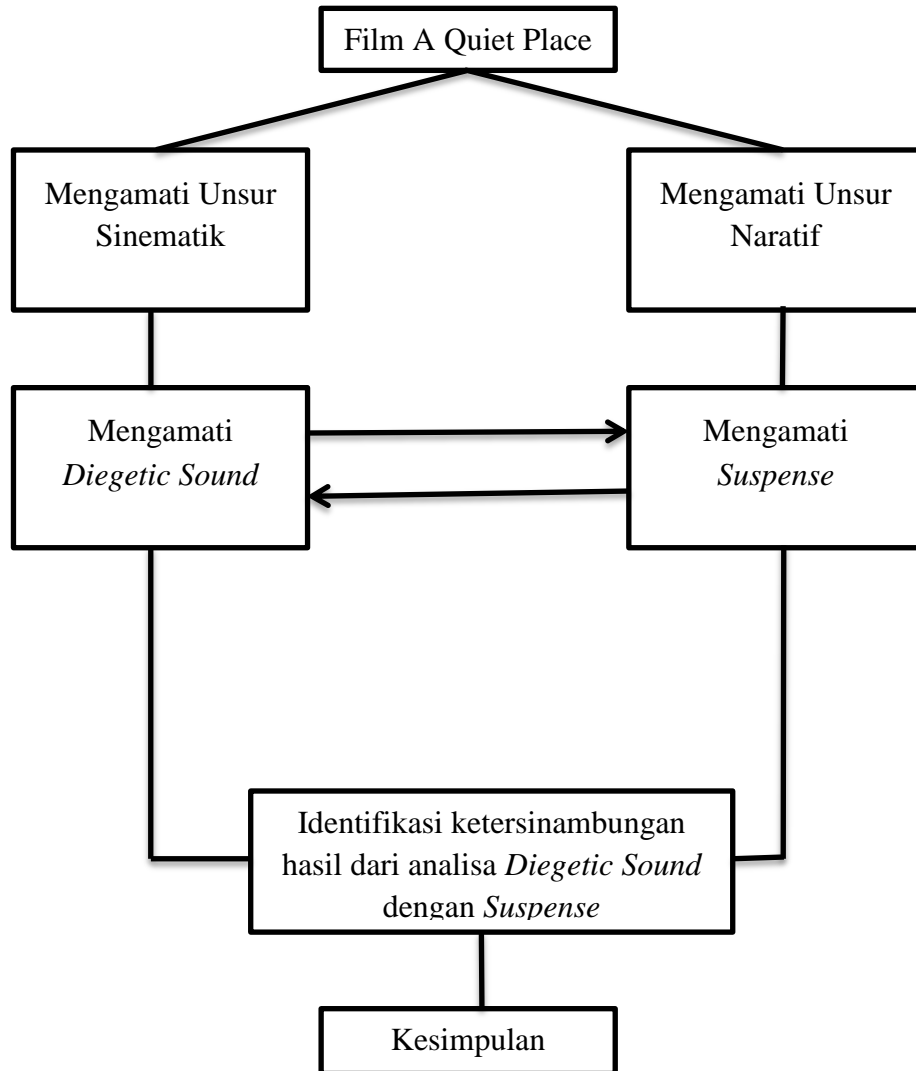 Film A Quiet Place
Mengamati Unsur
Sinematik
Mengamati Unsur
Naratif
Mengamati
Diegetic Sound
Mengamati
Suspense
Identifikasi ketersinambungan
hasil dari analisa Diegetic Sound
dengan Suspense
Kesimpulan